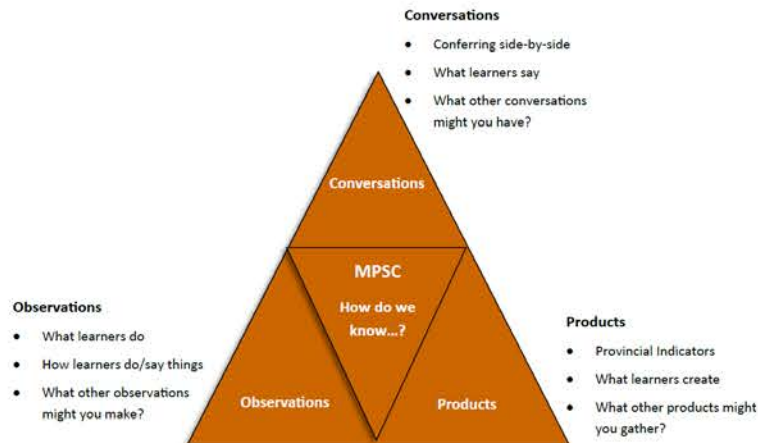 Conversations
• Conferring side-by-side
• What learners say
• What other conversations
might you have?
Conversations
MPSC
How do we
know...?
Observations
• What learners do
• How learners do/say things
• What other observations
might you make?
Observations
Products
Products
• Provincial Indicators
• What learners create
• What other products might
you gather?